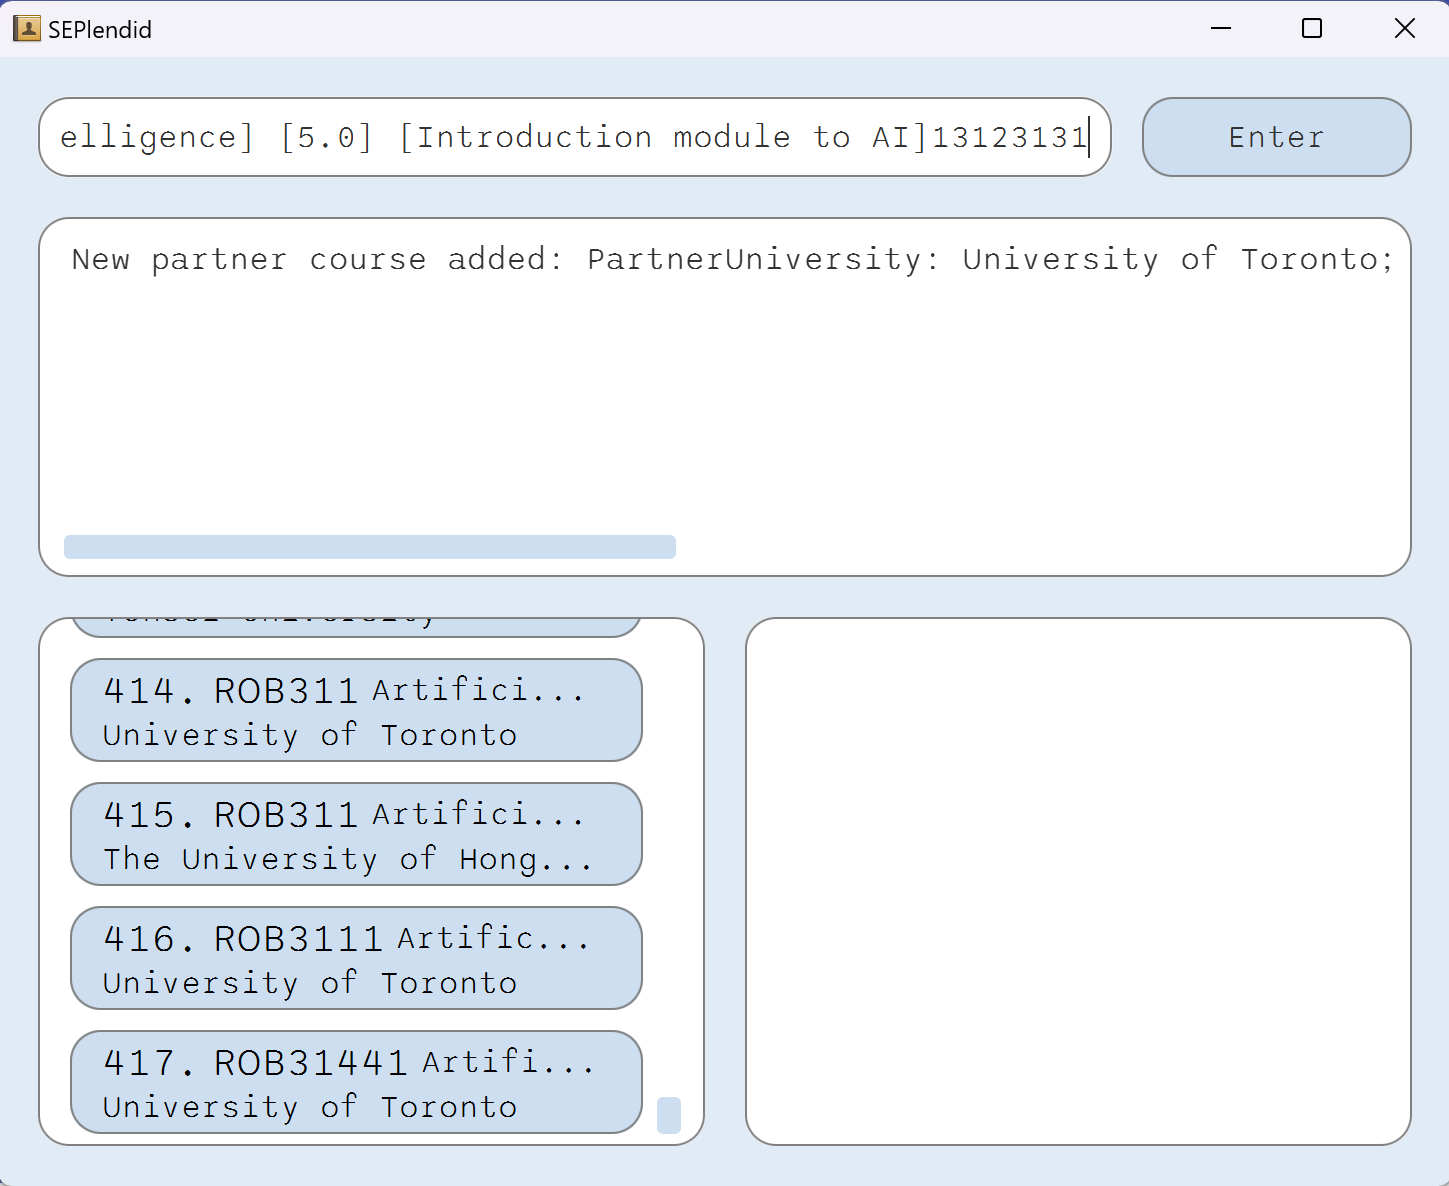 SEPlendid
elligence] [5.0] [Introduction module to AI]13123131
Enter
New partner course added: PartnerUniversity: University of Toronto;
414. ROB311 Artifici...
University of Toronto
415. ROB311 Artifici...
The University of Hong...
416. ROB3111 Artific...
University of Toronto
417. ROB31441 Artifi...
University of Toronto